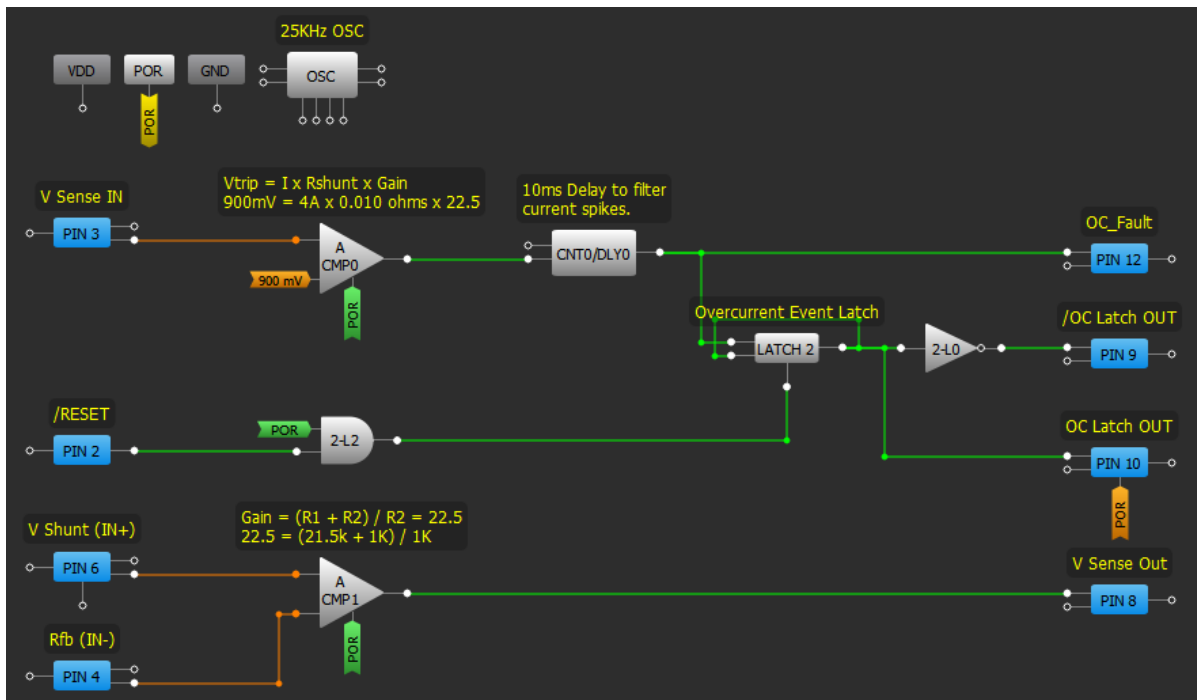 25KHz OSC
VDD
POR
GND
OSC
POR
V Sense IN
PIN 3
Vtrip = I x Rshunt x Gain
900mV = 4A x 0.010 ohms x 22.5
A
CMP0
900 mV
POR
10ms Delay to filter
current spikes.
CNT0/DLY0
OC_Fault
PIN 12
Overcurrent Event Latch
LATCH 2
2-L0
/OC Latch OUT
PIN 9
/RESET
PIN 2
POR
2-L2
OC Latch OUT
PIN 10
POR
V Shunt (IN+)
PIN 6
Gain = (R1 + R2) / R2 = 22.5
22.5 = (21.5k + 1K) / 1K
A
CMP1
POR
V Sense Out
PIN 8
Rfb (IN-)
PIN 4